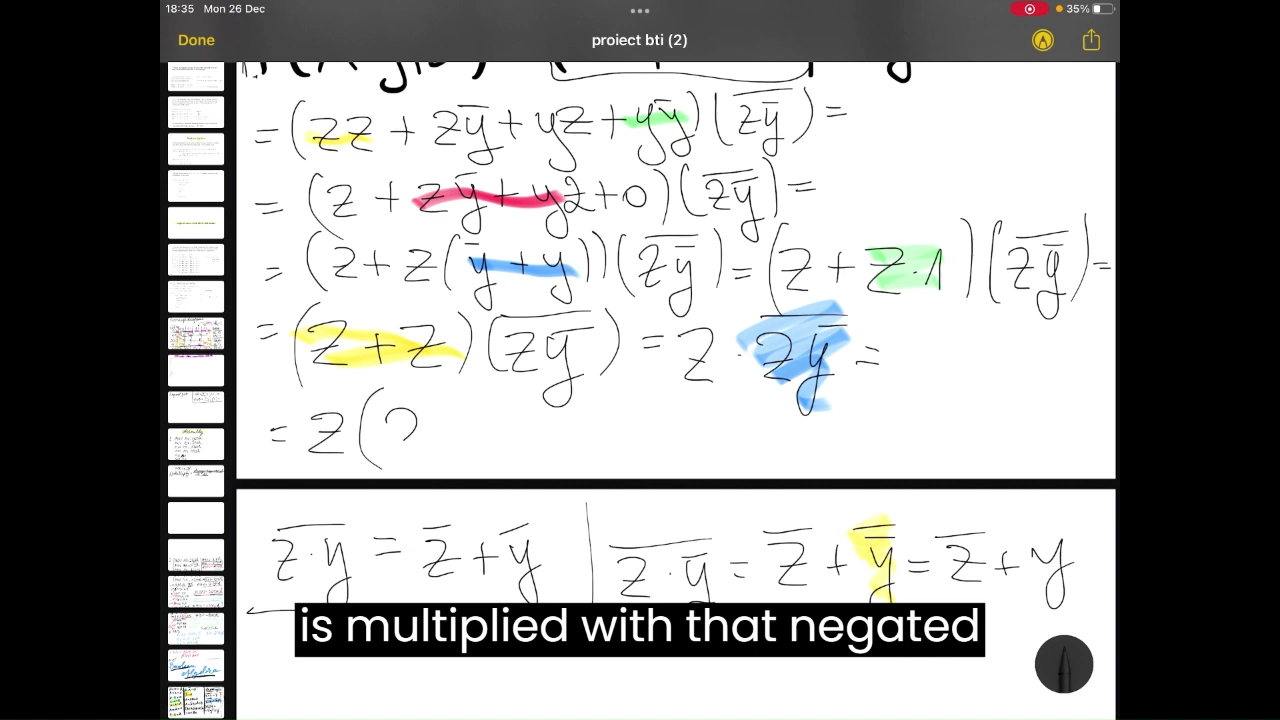 18:35 Mon 26 Dec
35%
Done
proiect bti (2)
= (zz + zȳ + yz + yȳ) (z̅ȳ̅) =
= (z + zȳ + yz + 0) (z̅ȳ̅) =
= (z + z(ȳ + y)) (z̅ȳ̅) = (z + z·1) (z̅ȳ̅) =
= (z + z) (z̅ȳ̅) = z · z̅ȳ̅ =
= z (
z̅·̅y̅ = z̅ + ȳ | z̅·̅ȳ̅ = z̅ + ȳ̅ = z̅ + y
is multiplied with that negated